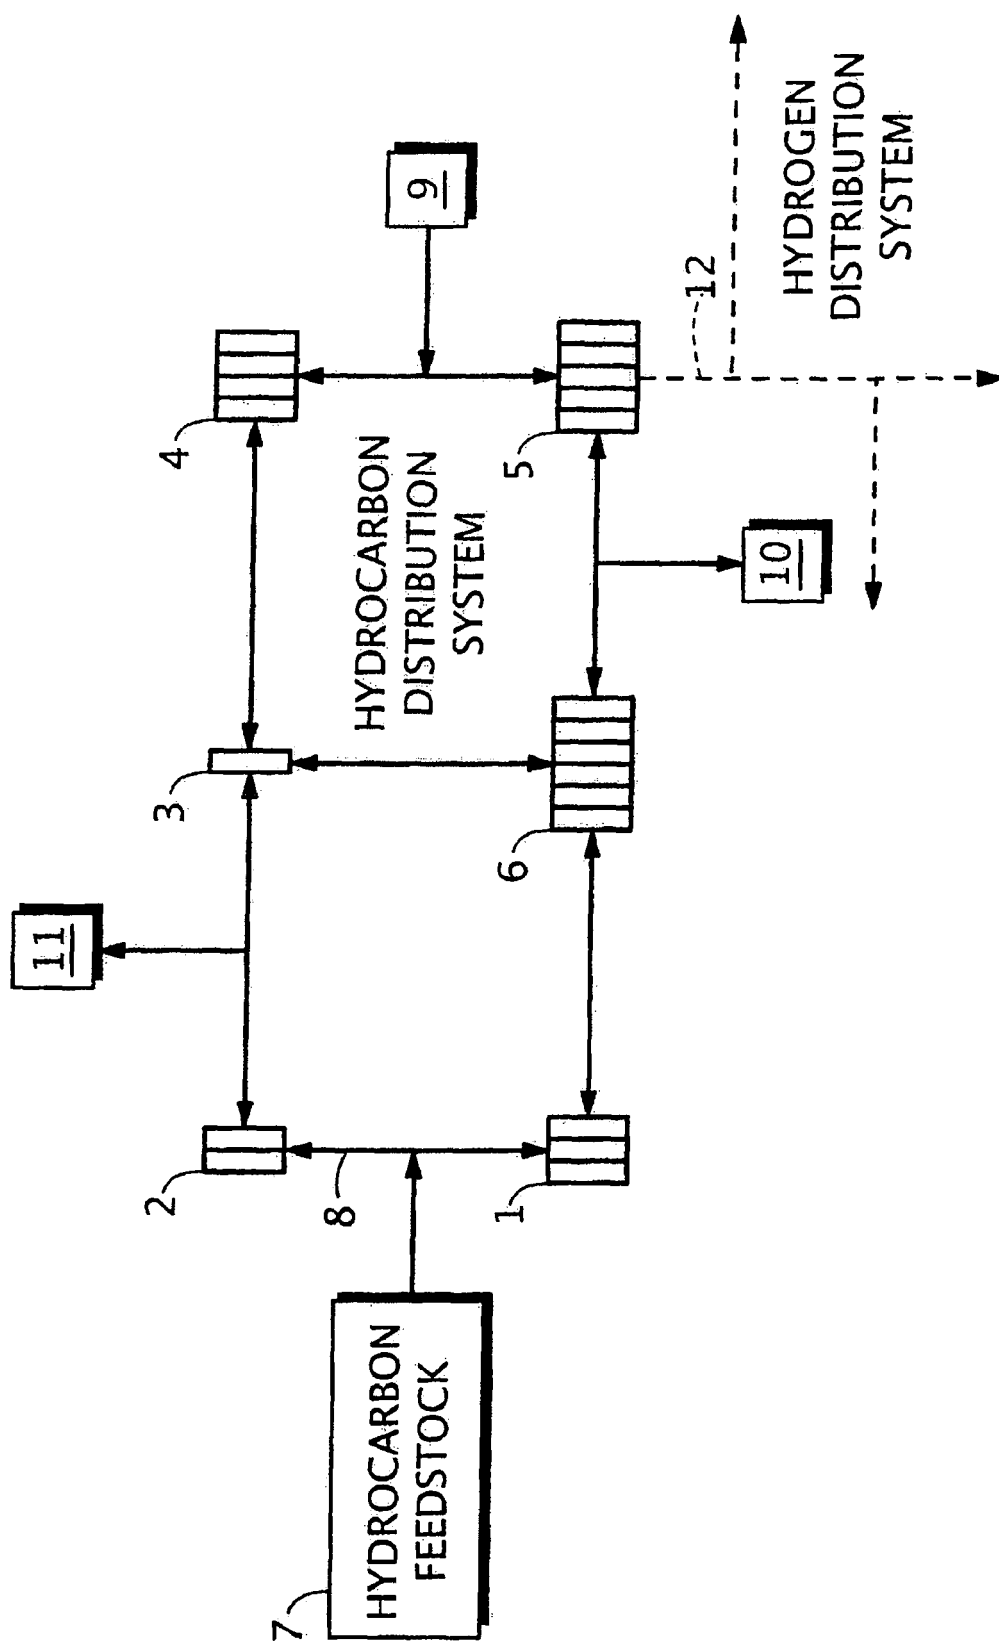 11
2
3
4
8
9
HYDROCARBON
DISTRIBUTION
SYSTEM
7
HYDROCARBON
FEEDSTOCK
1
6
5
10
12
HYDROGEN
DISTRIBUTION
SYSTEM